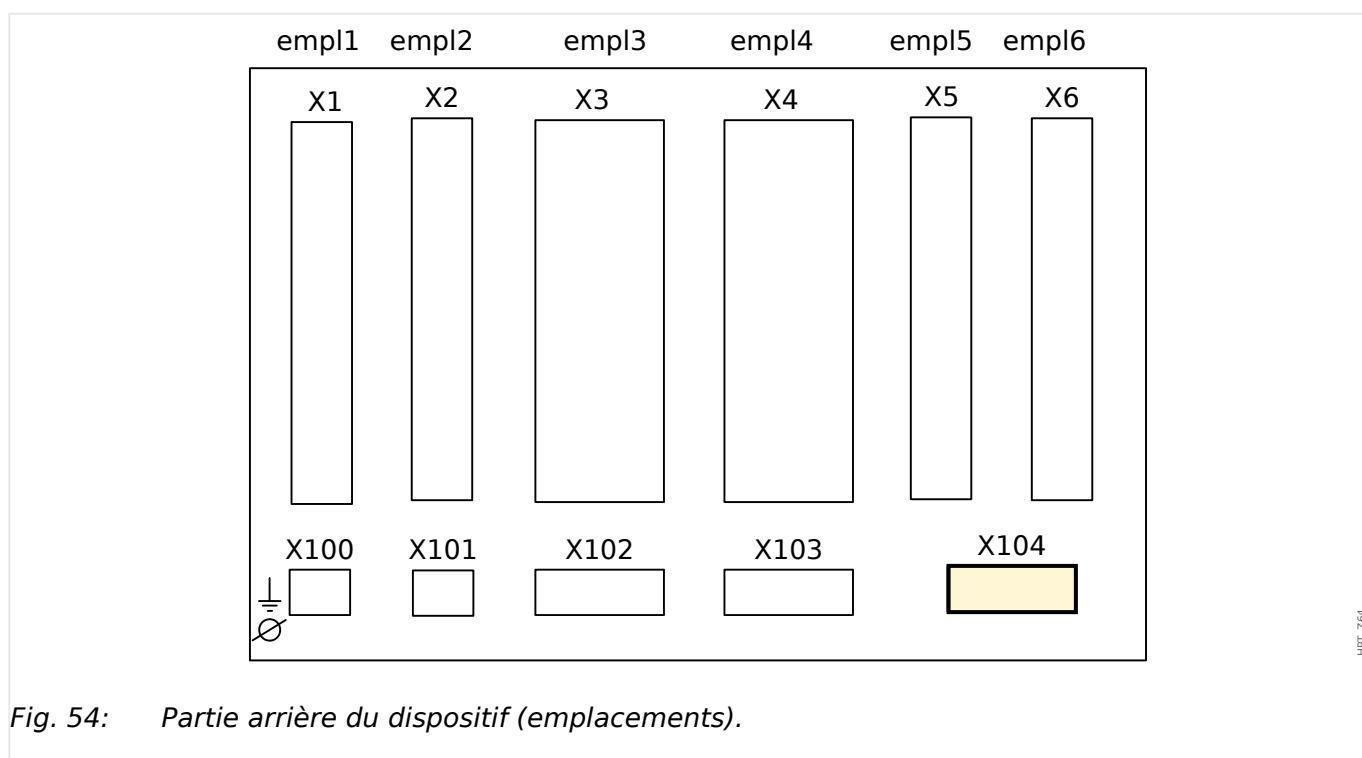 empl1 empl2 empl3 empl4 empl5 empl6
X1 X2 X3 X4 X5 X6
X100 X101 X102 X103 X104
Fig. 54: Partie arrière du dispositif (emplacements).